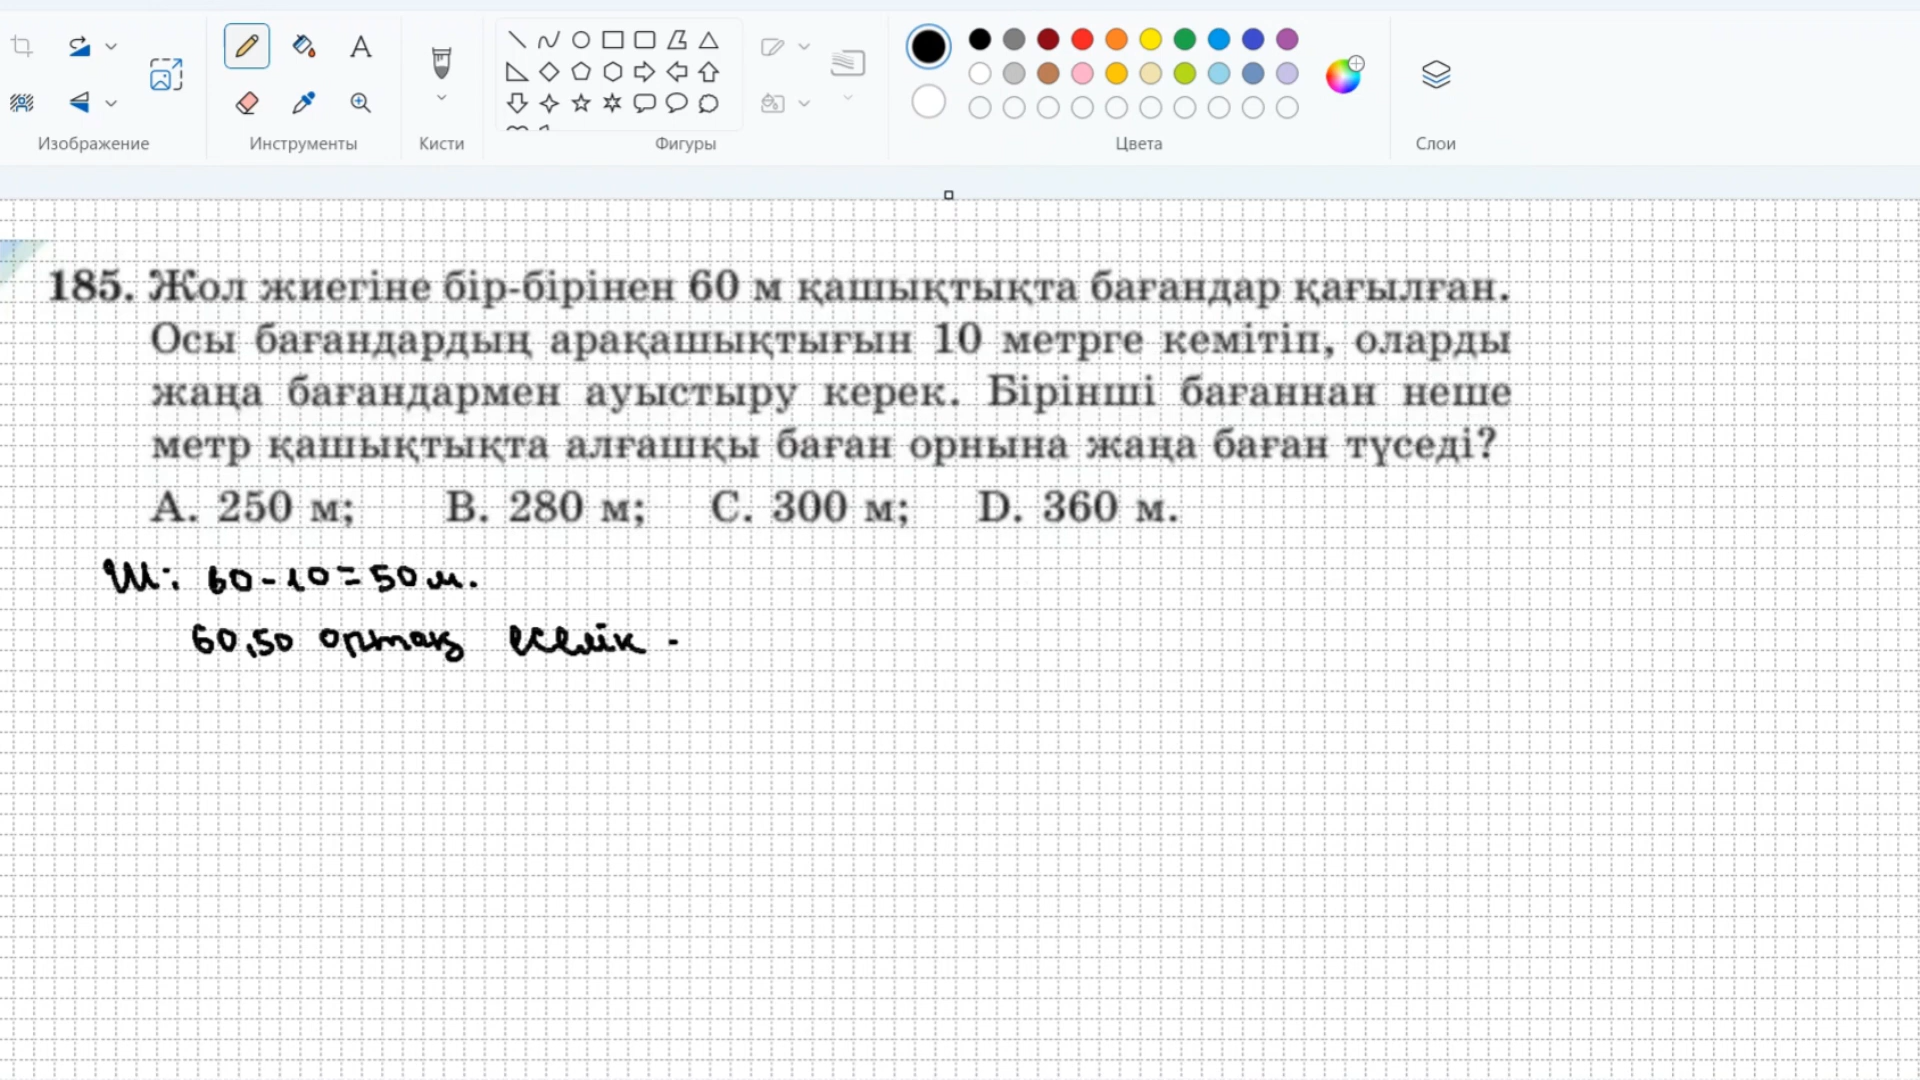 Изображение
Инструменты
Кисти
Фигуры
Цвета
Слои
185. Жол жиегіне бір-бірінен 60 м қашықтықта бағандар қағылған.
Осы бағандардың арақашықтығын 10 метрге кемітіп, оларды
жаңа бағандармен ауыстыру керек. Бірінші бағаннан неше
метр қашықтықта алғашқы баған орнына жаңа баған түседі?
A. 250 м; B. 280 м; C. 300 м; D. 360 м.
Ш: 60-10=50м.
60,50 ортақ еселік -